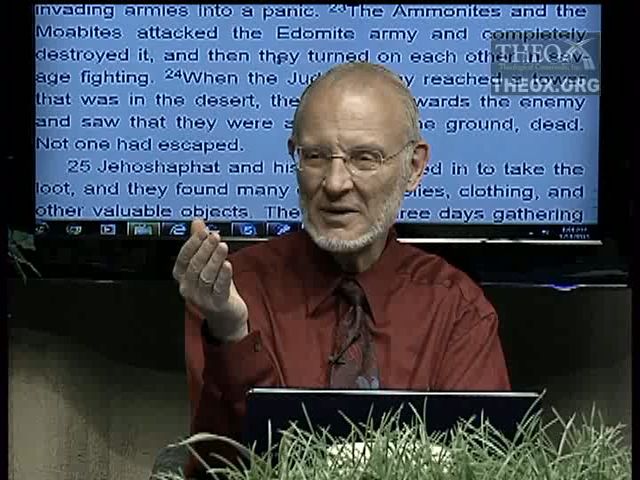 invading armies into a panic. 23The Ammonites and the
Moabites attacked the Edomite army and completely
destroyed it, and then they turned on each other in sav-
age fighting. 24When the Jud y reached a tower
that was in the desert, the wards the enemy
and saw that they were a the ground, dead.
Not one had escaped.
25 Jehoshaphat and his ed in to take the
loot, and they found many lies, clothing, and
other valuable objects. The ree days gathering
THEOX
THEOX.ORG